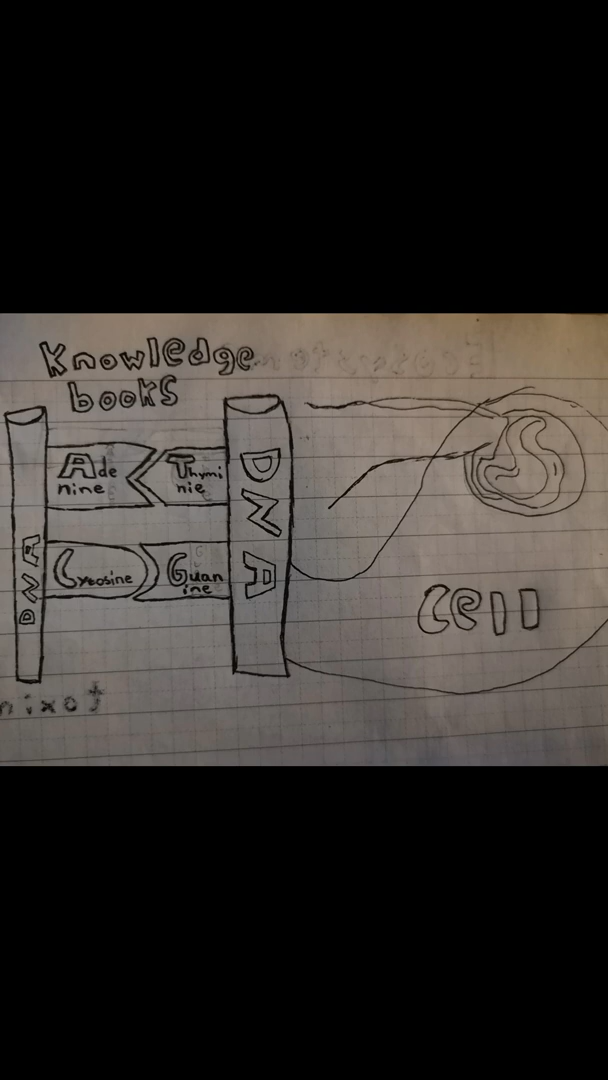 Knowledge
books
Ade
nine
Thymi
nie
Cytosine
Guan
ine
DNA
DNA
Cell